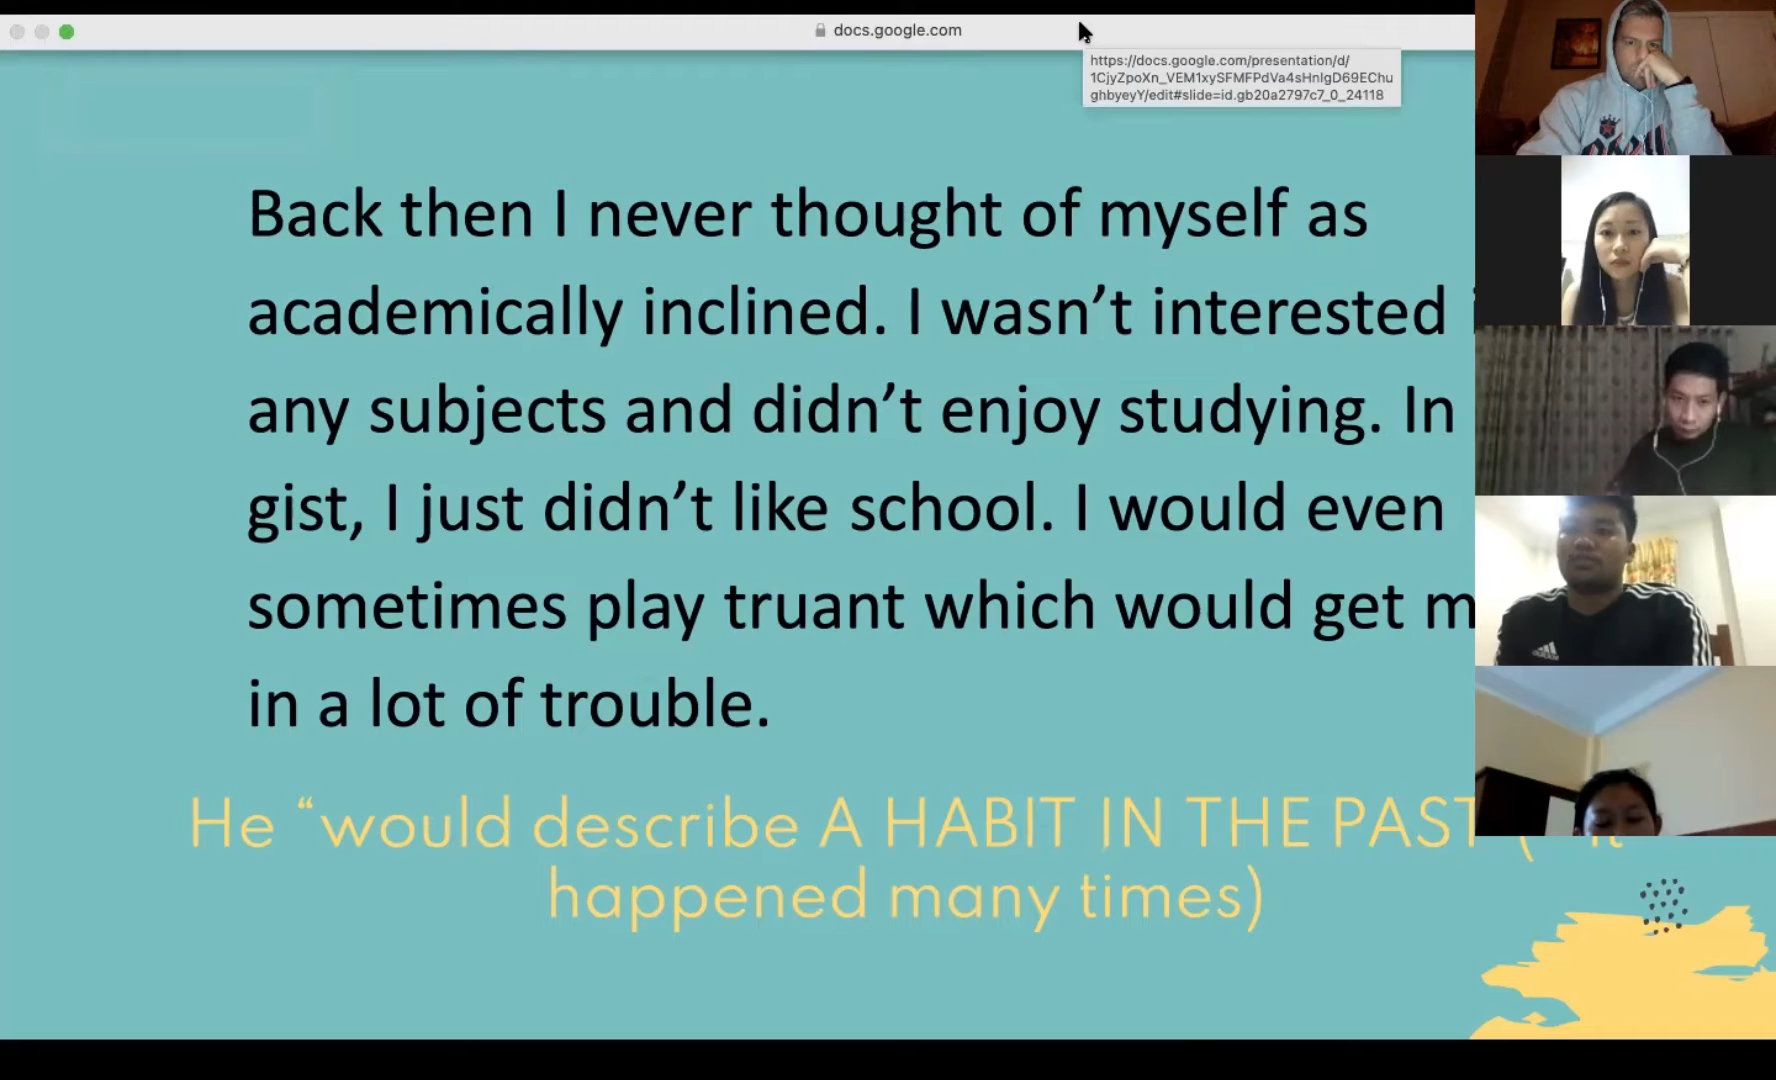 docs.google.com
https://docs.google.com/presentation/d/
1CjyZpoXn_VEM1xySFMFPdVa4sHnIgD69EChu
ghbyeyY/edit#slide=id.gb20a2797c7_0_24118
Back then I never thought of myself as
academically inclined. I wasn’t interested
any subjects and didn’t enjoy studying. In
gist, I just didn’t like school. I would even
sometimes play truant which would get m
in a lot of trouble.
He “would describe A HABIT IN THE PAST ( it
happened many times)
adidas